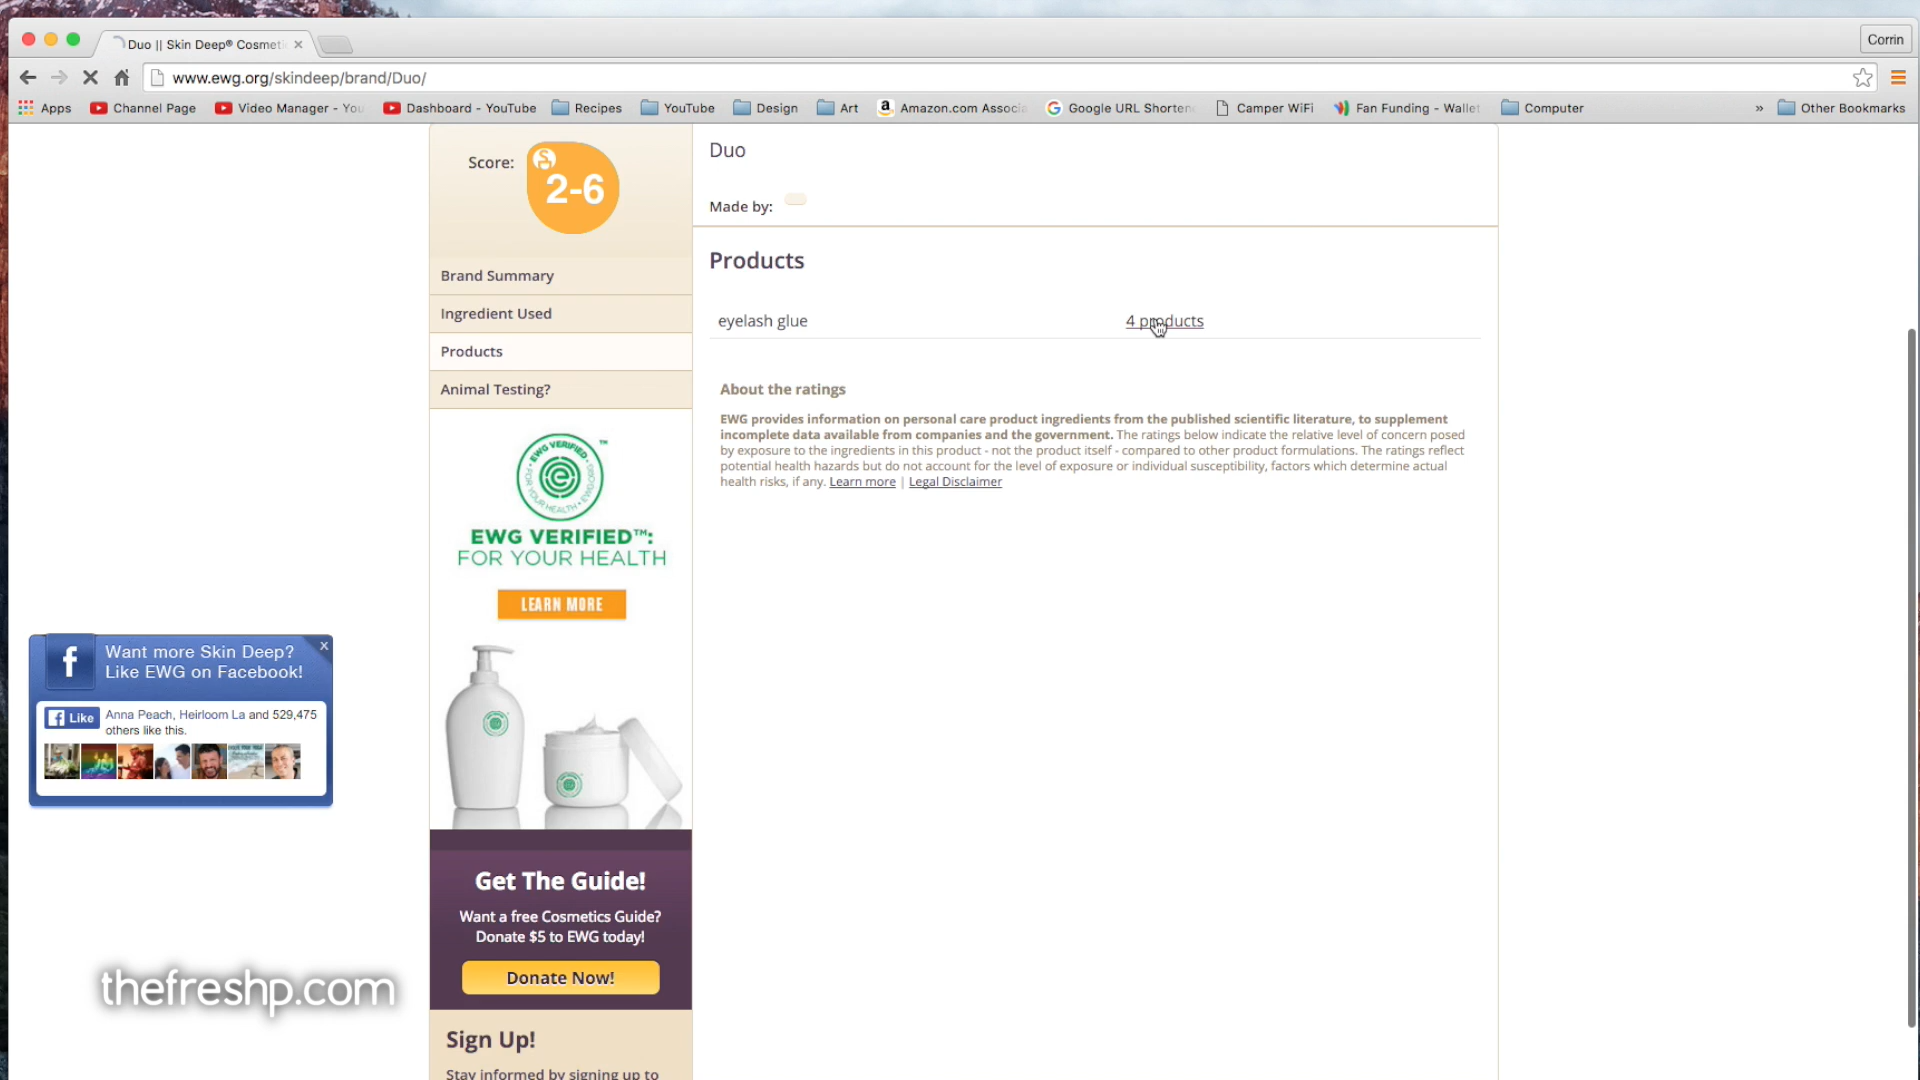 Duo || Skin Deep® Cosmeti
Corrin
www.ewg.org/skindeep/brand/Duo/
Apps
Channel Page
Video Manager - You
Dashboard - YouTube
Recipes
YouTube
Design
Art
Amazon.com Associa
Google URL Shorten
Camper WiFi
Fan Funding - Wallet
Computer
»
Other Bookmarks
Score:
2-6
Brand Summary
Ingredient Used
Products
Animal Testing?
EWG VERIFIED™
FOR YOUR HEALTH • EWG.ORG
EWG VERIFIED™:
FOR YOUR HEALTH
LEARN MORE
Get The Guide!
Want a free Cosmetics Guide?
Donate $5 to EWG today!
Donate Now!
Sign Up!
Stay informed by signing up to
Duo
Made by:
Products
eyelash glue 4 products
About the ratings
EWG provides information on personal care product ingredients from the published scientific literature, to supplement
incomplete data available from companies and the government. The ratings below indicate the relative level of concern posed
by exposure to the ingredients in this product - not the product itself - compared to other product formulations. The ratings reflect
potential health hazards but do not account for the level of exposure or individual susceptibility, factors which determine actual
health risks, if any. Learn more | Legal Disclaimer
Want more Skin Deep?
Like EWG on Facebook!
x
Like
Anna Peach, Heirloom La and 529,475
others like this.
thefreshp.com